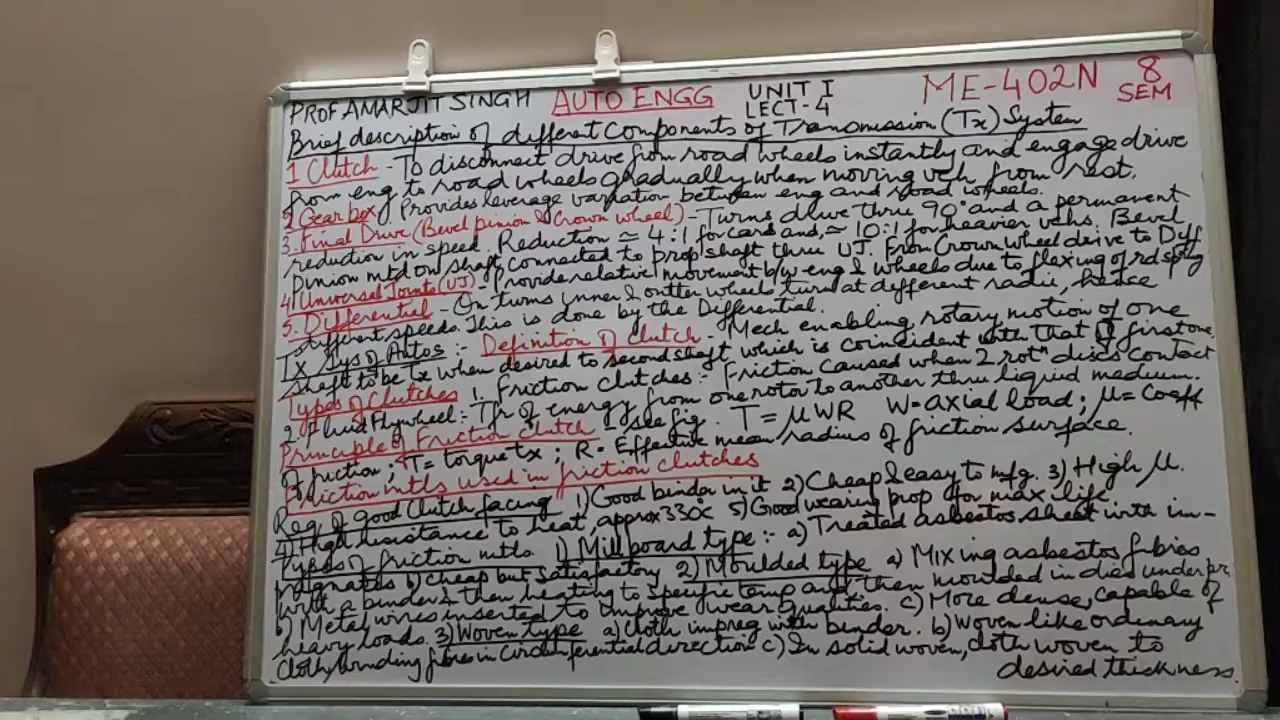 PROF AMARJIT SINGH AUTO ENGG UNIT I LECT-4 ME-402N 8 SEM
Brief description of different Components of Transmission (Tx) System
1 Clutch - To disconnect drive from road wheels instantly and engage drive
from eng to road wheels gradually when moving veh from rest.
2 Gear box Provides leverage variation between eng and road wheels.
3. Final Drive (Bevel pinion & Crown wheel) - Turns drive thru 90° and a permanent
reduction in speed. Reduction ≃ 4:1 for cars and, ≃ 10:1 for heavier vehs. Bevel
pinion mtd on shaft, connected to prop shaft thru UJ. From Crown wheel drive to Diff
4 Universal Joints (UJ) - Provide relative movement b/w eng & wheels due to flexing of rd spring
5. Differential - On turns inner & outter wheels turn at different radii, hence
different speeds. This is done by the Differential.
Tx Sys of Autos :- Definition of Clutch - Mech enabling rotary motion of one
shaft to be Tx when desired to second shaft which is coincident with that of first one.
Types of Clutches 1. Friction clutches :- Friction caused when 2 rotn discs contact
2. Fluid Flywheel :- Tfr of energy from one rotor to another thru liquid medium.
Principle of Friction Clutch see fig. T = μWR W = axial load; μ = Coeff
of friction; T = torque tx; R = Effective mean radius of friction surface.
Friction mtls used in friction clutches
Req of good Clutch facing 1) Good binder in it 2) Cheap & easy to mfg. 3) High μ.
4) High resistance to heat, approx 330°c 5) Good wearing prop for max life.
Types of friction mtls 1) Millboard type :- a) Treated asbestos sheet with im-
pregnates b) cheap but satisfactory 2) Moulded type a) Mixing asbestos fibres
with a binder & then heating to specific temp and then moulded in dies under pr
b) Metal wires inserted to improve wear qualities. c) More dense, capable of
heavy loads. 3) Woven type a) Cloth impreg with binder. b) Woven like ordinary
cloth, bonding fibres in circumferential direction c) In solid woven, cloth woven to
desired thickness.